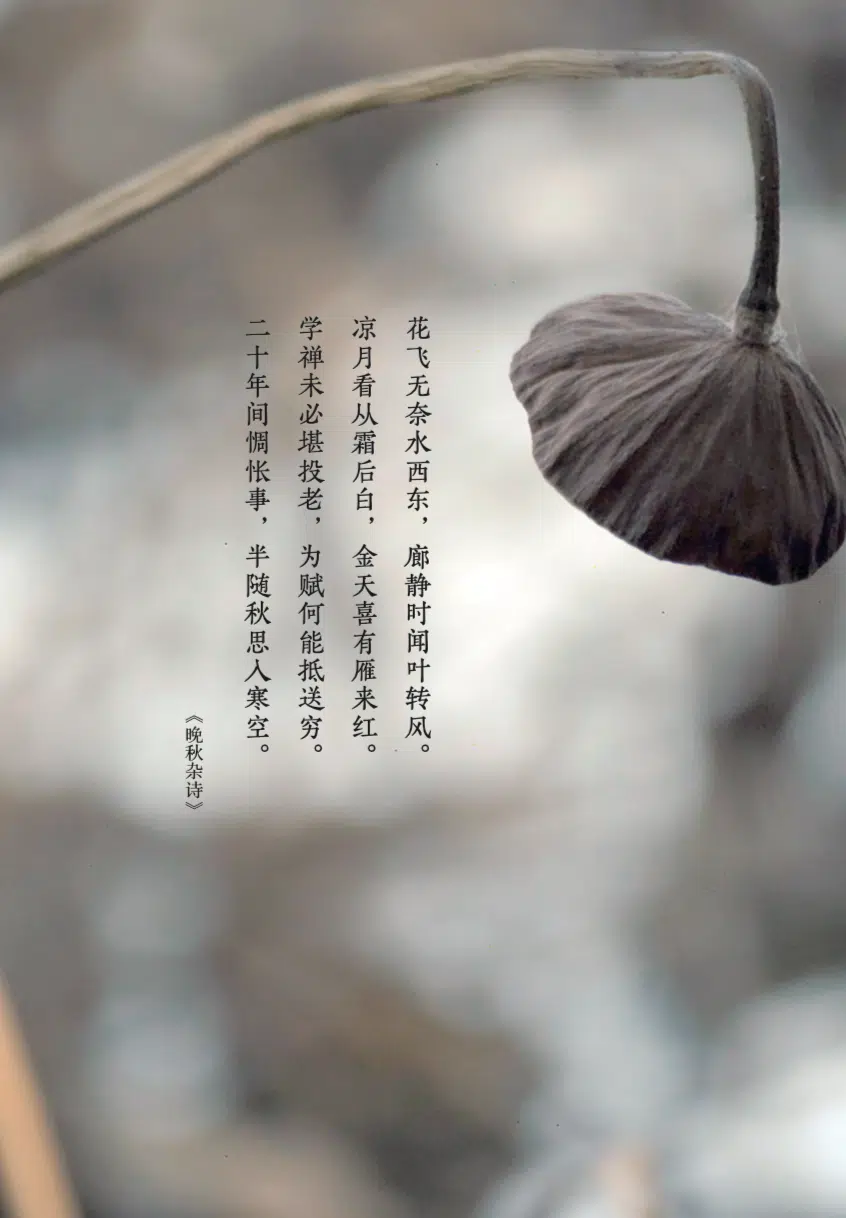 花飞无奈水西东，廊静时闻叶转风。
凉月看从霜后白，金天喜有雁来红。
学禅未必堪投老，为赋何能抵送穷。
二十年间惆怅事，半随秋思入寒空。
《晚秋杂诗》